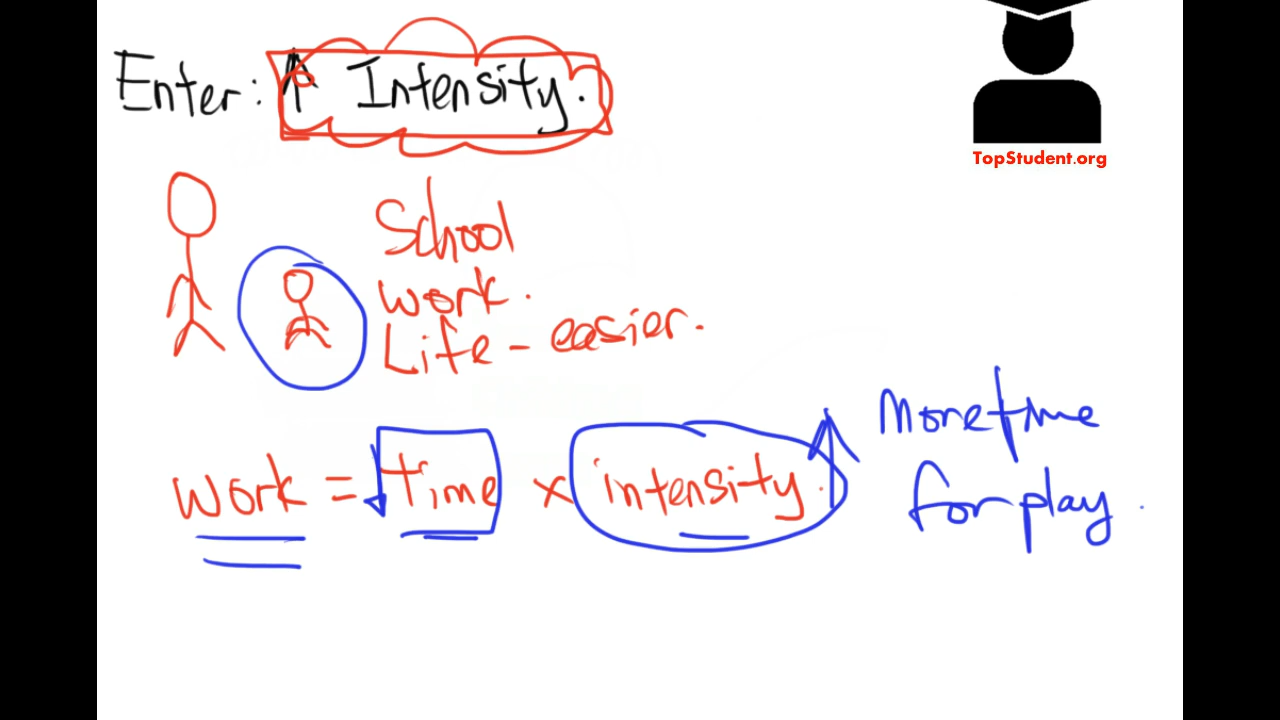 Enter: ↑ Intensity.
TopStudent.org
School
work.
Life - easier.
work = ↓ time × intensity. ↑
More time
for play.